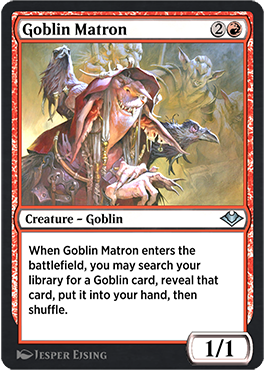 Goblin Matron 2
Creature – Goblin
When Goblin Matron enters the
battlefield, you may search your
library for a Goblin card, reveal that
card, put it into your hand, then
shuffle.
Jesper Ejsing
1/1